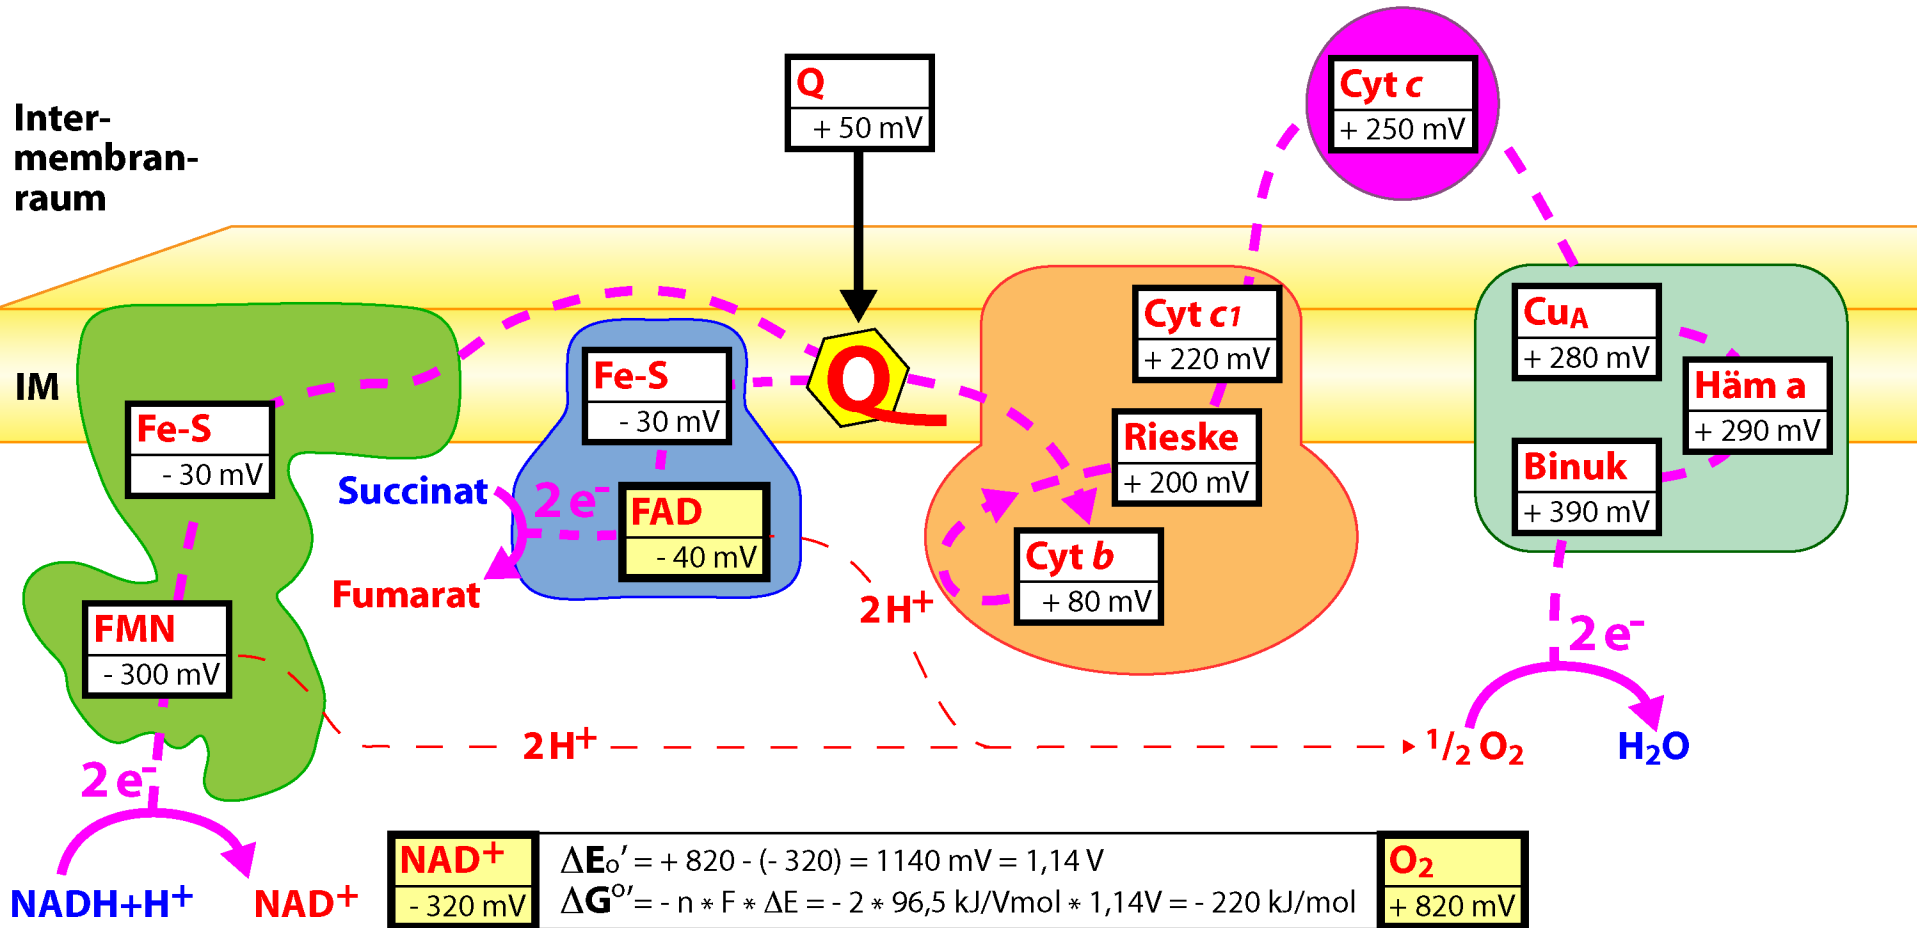 Inter-
membran-
raum
IM
Q
+ 50 mV
Cyt c
+ 250 mV
Fe-S
- 30 mV
FMN
- 300 mV
2 e⁻
NADH+H⁺
NAD⁺
Succinat
Fumarat
2 e⁻
Fe-S
- 30 mV
FAD
- 40 mV
Q
2 H⁺
2 H⁺
Cyt c1
+ 220 mV
Rieske
+ 200 mV
Cyt b
+ 80 mV
CuA
+ 280 mV
Häm a
+ 290 mV
Binuk
+ 390 mV
2 e⁻
¹/₂ O₂
H₂O
NAD⁺
- 320 mV
ΔE₀' = + 820 - (- 320) = 1140 mV = 1,14 V
ΔG⁰' = - n * F * ΔE = - 2 * 96,5 kJ/Vmol * 1,14V = - 220 kJ/mol
O₂
+ 820 mV